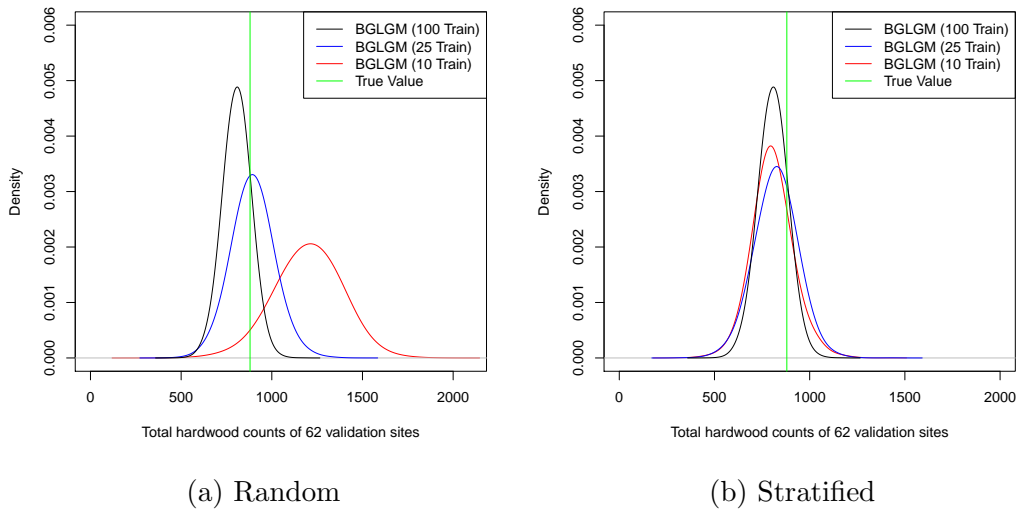 BGLGM (100 Train)
BGLGM (25 Train)
BGLGM (10 Train)
True Value
Density
0.000 0.001 0.002 0.003 0.004 0.005 0.006
0 500 1000 1500 2000
Total hardwood counts of 62 validation sites
(a) Random
BGLGM (100 Train)
BGLGM (25 Train)
BGLGM (10 Train)
True Value
Density
0.000 0.001 0.002 0.003 0.004 0.005 0.006
0 500 1000 1500 2000
Total hardwood counts of 62 validation sites
(b) Stratified